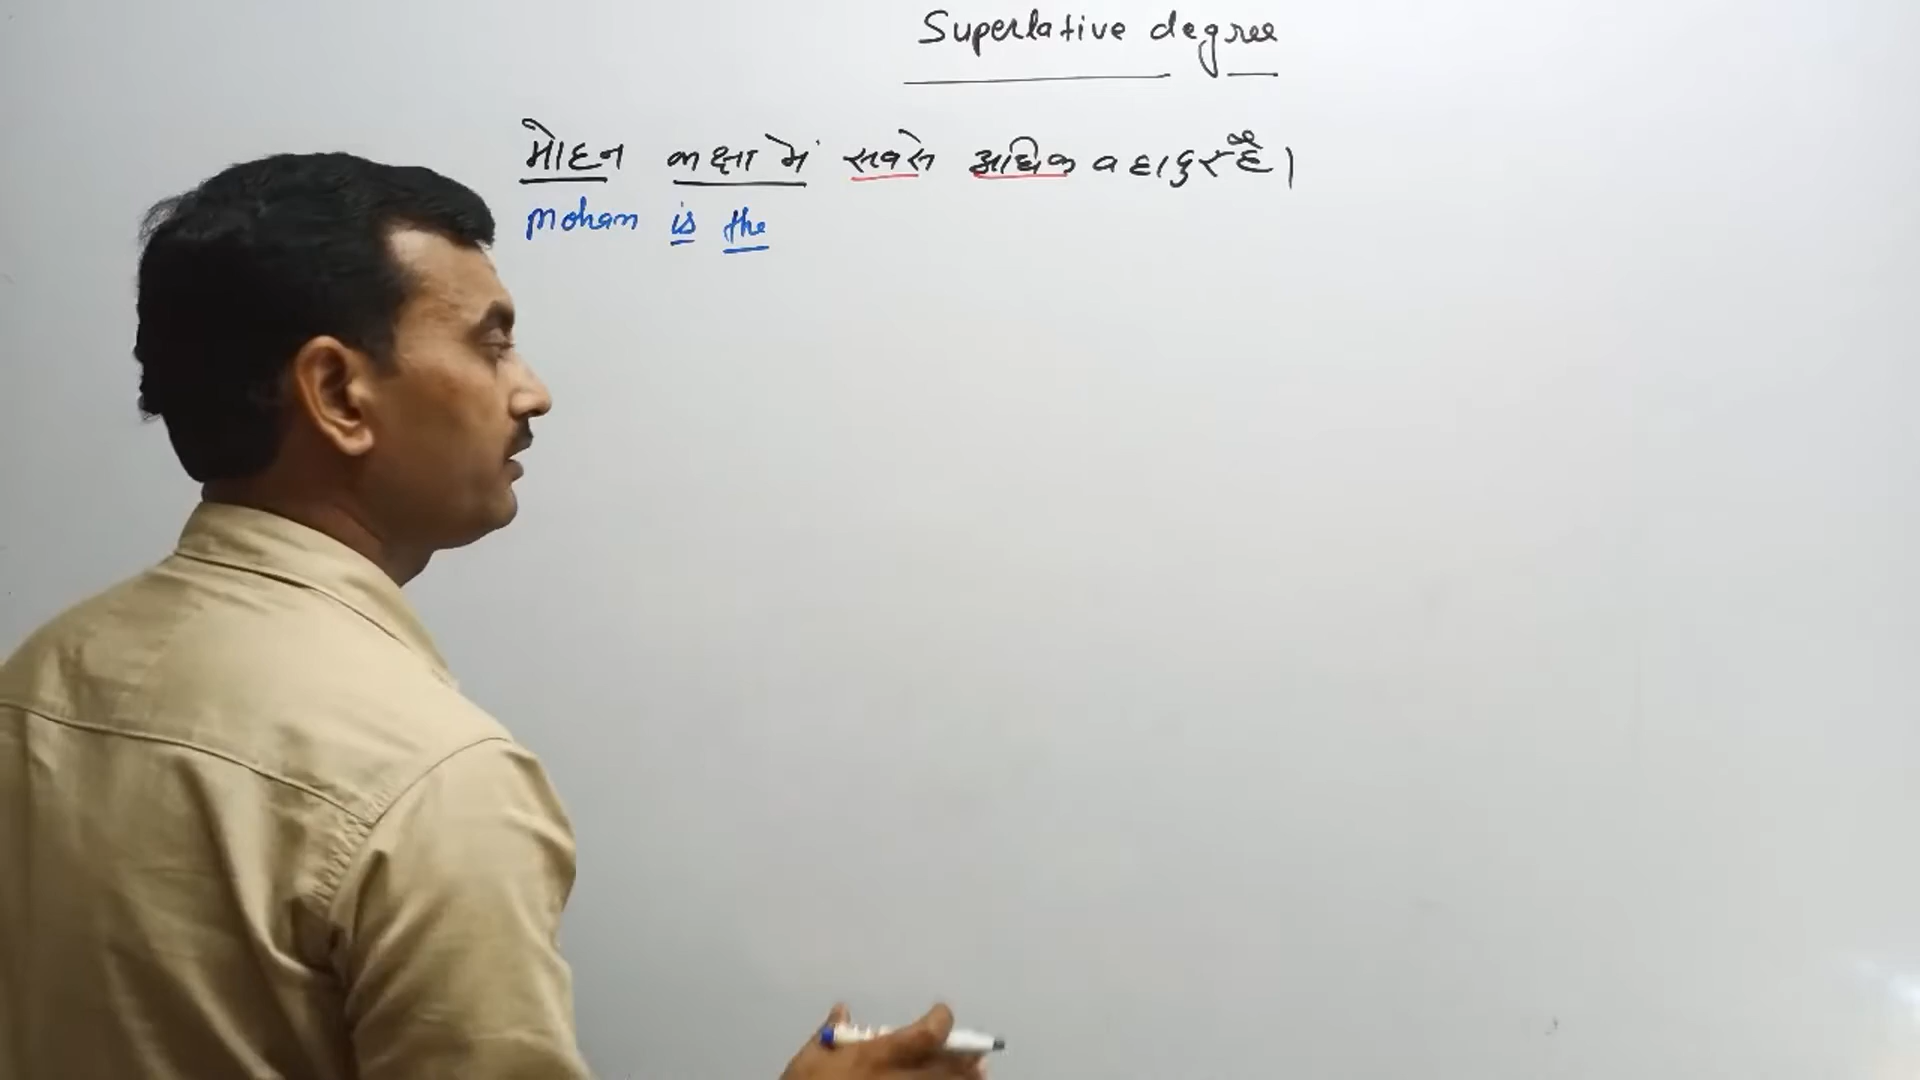 Superlative degree
मोहन कक्षा में सबसे अधिक बहादुर है।
Mohan is the